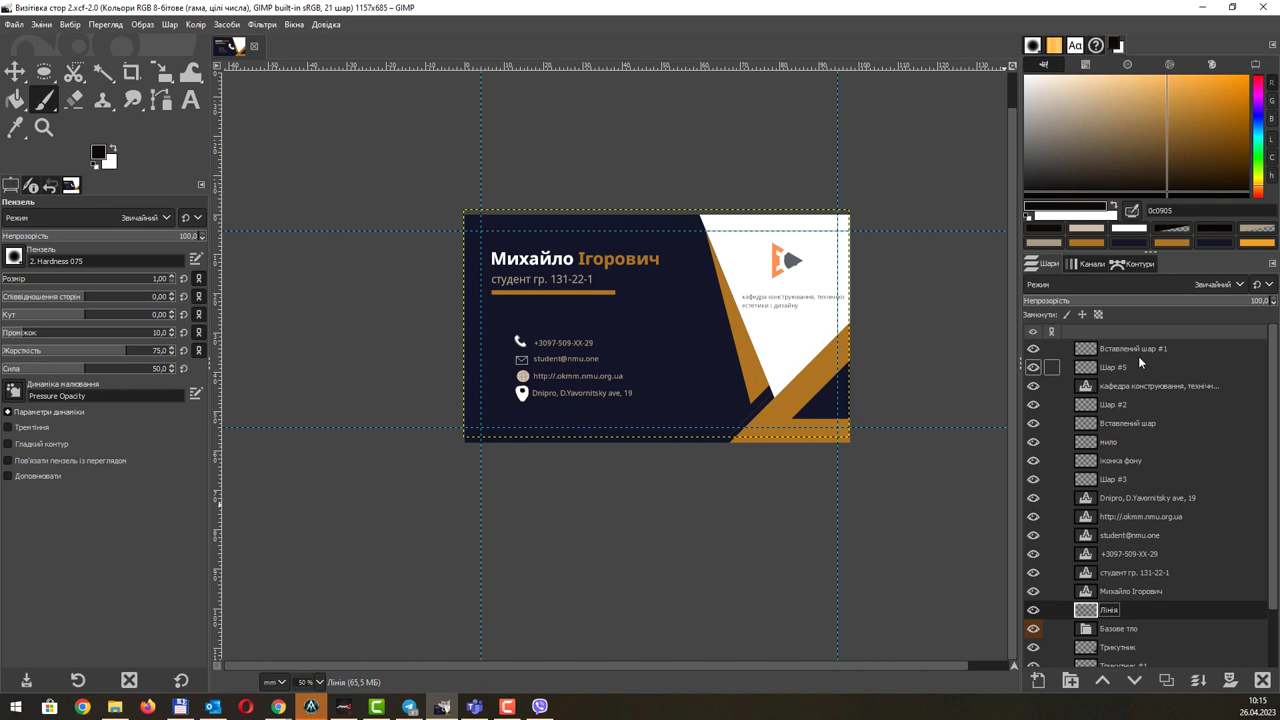 Візитівка стор 2.xcf-2.0 (Кольори RGB 8-бітове (гама, цілі числа), GIMP built-in sRGB, 21 шар) 1157x685 – GIMP
Файл Зміни Вибір Перегляд Образ Шар Колір Засоби Фільтри Вікна Довідка
Пензель
Режим Звичайний
Непрозорість 100,0
Пензель
2. Hardness 075
Розмір 1,00
Співвідношення сторін 0,00
Кут 0,00
Проміжок 10,0
Жорсткість 75,0
Сила 50,0
Динаміка малювання
Pressure Opacity
Параметри динаміки
Тремтіння
Гладкий контур
Пов'язати пензель із переглядом
Доповнювати
Михайло Ігорович
студент гр. 131-22-1
+3097-509-XX-29
student@nmu.one
http://okmm.nmu.org.ua
Dnipro, D.Yavornitsky ave, 19
кафедра конструювання, технічної
естетики і дизайну
mm 50 % Лінія (65,5 МБ)
R
G
B
L
C
h
0c0905
Шари Канали Контури
Режим Звичайний
Непрозорість 100,0
Замкнути:
Вставлений шар #1
Шар #5
кафедра конструювання, технічн...
Шар #2
Вставлений шар
мило
іконка фону
Шар #3
Dnipro, D.Yavornitsky ave, 19
http://.okmm.nmu.org.ua
student@nmu.one
+3097-509-XX-29
студент гр. 131-22-1
Михайло Ігорович
Лінія
Базове тло
Трикутник
Трикутник #1
10:15
26.04.2023